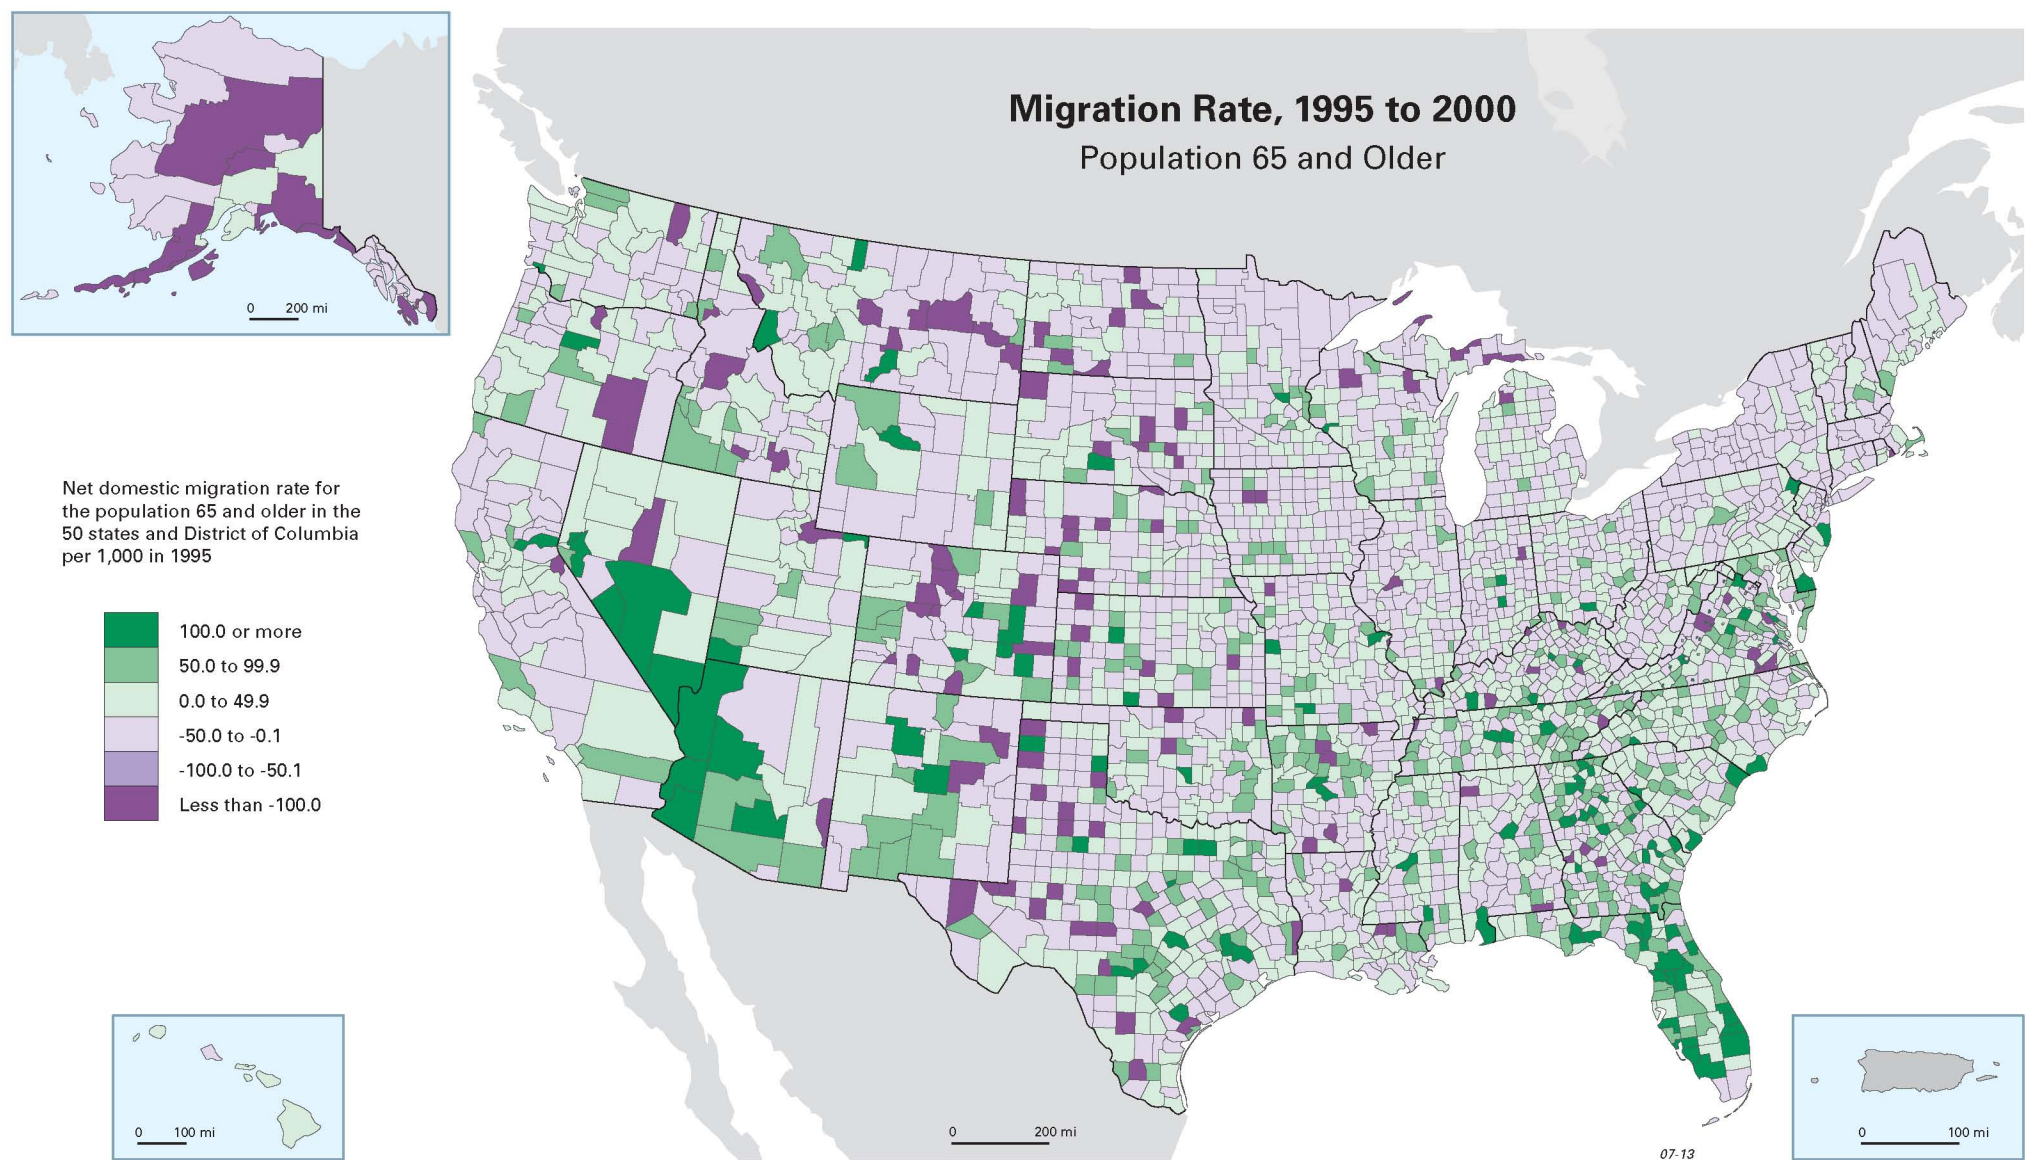 Migration Rate, 1995 to 2000
Population 65 and Older
0 200 mi
Net domestic migration rate for
the population 65 and older in the
50 states and District of Columbia
per 1,000 in 1995
100.0 or more
50.0 to 99.9
0.0 to 49.9
-50.0 to -0.1
-100.0 to -50.1
Less than -100.0
0 100 mi
0 200 mi
0 100 mi
07-13